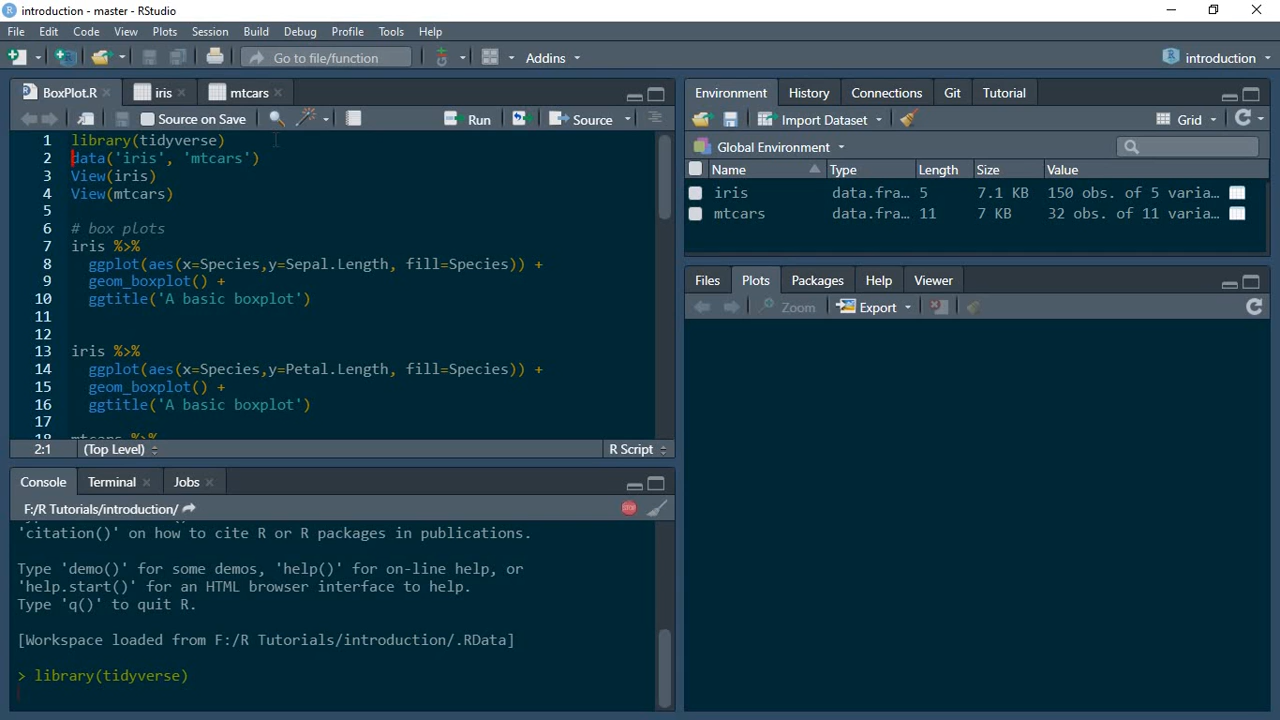 introduction - master - RStudio
File Edit Code View Plots Session Build Debug Profile Tools Help
Go to file/function Addins introduction
BoxPlot.R iris mtcars
Source on Save Run Source
1 library(tidyverse)
2 data('iris', 'mtcars')
3 View(iris)
4 View(mtcars)
5
6 # box plots
7 iris %>%
8 ggplot(aes(x=Species,y=Sepal.Length, fill=Species)) +
9 geom_boxplot() +
10 ggtitle('A basic boxplot')
11
12
13 iris %>%
14 ggplot(aes(x=Species,y=Petal.Length, fill=Species)) +
15 geom_boxplot() +
16 ggtitle('A basic boxplot')
17
18 mtcars %>%
2:1 (Top Level) R Script
Console Terminal Jobs
F:/R Tutorials/introduction/
'citation()' on how to cite R or R packages in publications.
Type 'demo()' for some demos, 'help()' for on-line help, or
'help.start()' for an HTML browser interface to help.
Type 'q()' to quit R.
[Workspace loaded from F:/R Tutorials/introduction/.RData]
> library(tidyverse)
Environment History Connections Git Tutorial
Import Dataset Grid
Global Environment
Name Type Length Size Value
iris data.fra… 5 7.1 KB 150 obs. of 5 varia…
mtcars data.fra… 11 7 KB 32 obs. of 11 varia…
Files Plots Packages Help Viewer
Zoom Export